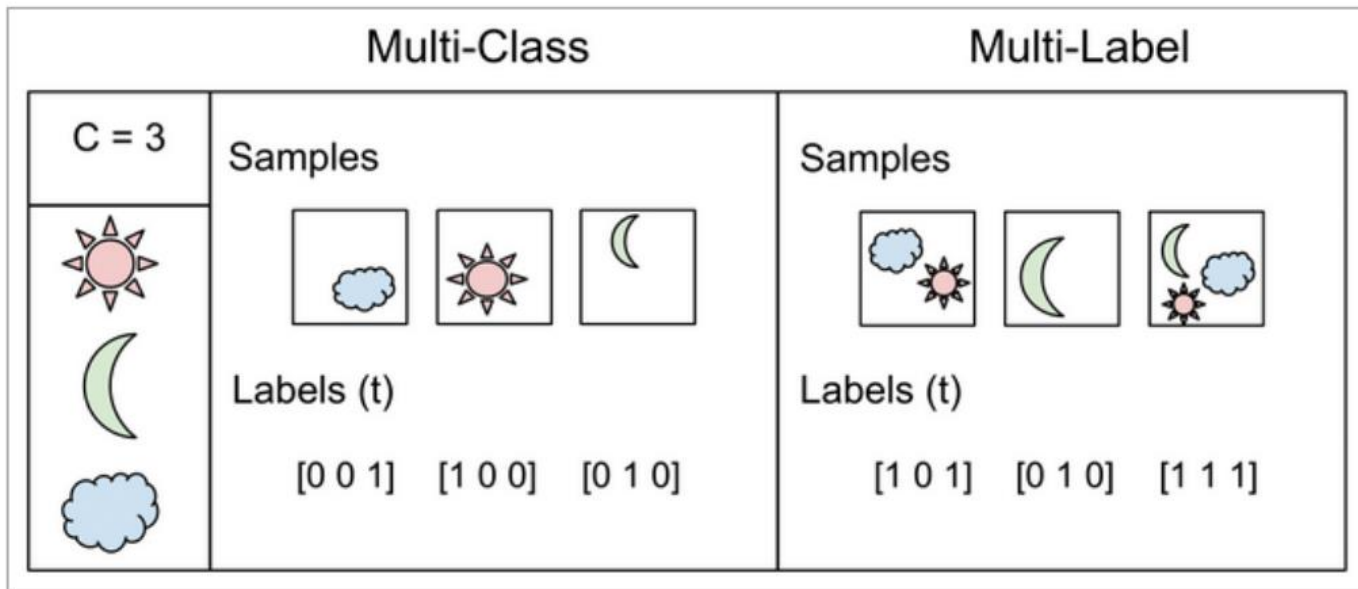 Multi-Class
Multi-Label
C = 3
Samples
Labels (t)
[0 0 1] [1 0 0] [0 1 0]
Samples
Labels (t)
[1 0 1] [0 1 0] [1 1 1]